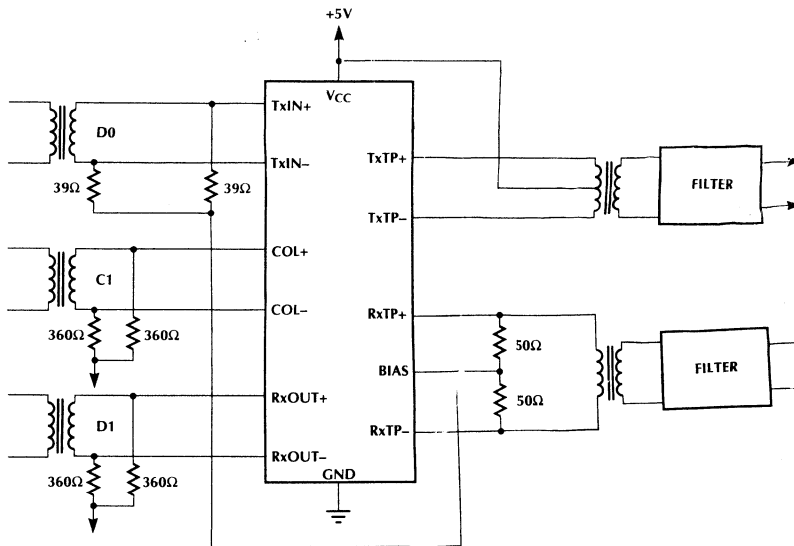 +5V
VCC
TxIN+
D0
TxIN–
39Ω
39Ω
TxTP+
TxTP–
FILTER
COL+
C1
COL–
360Ω
360Ω
RxTP+
50Ω
BIAS
50Ω
RxTP–
FILTER
RxOUT+
D1
RxOUT–
360Ω
360Ω
GND